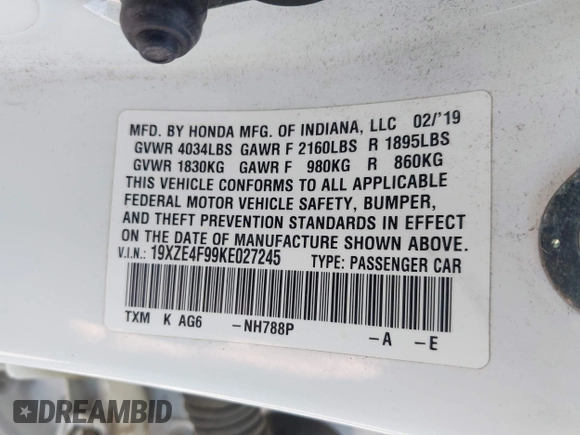 MFD. BY HONDA MFG. OF INDIANA, LLC 02/'19
GVWR 4034LBS GAWR F 2160LBS R 1895LBS
GVWR 1830KG GAWR F 980KG R 860KG
THIS VEHICLE CONFORMS TO ALL APPLICABLE
FEDERAL MOTOR VEHICLE SAFETY, BUMPER,
AND THEFT PREVENTION STANDARDS IN EFFECT
ON THE DATE OF MANUFACTURE SHOWN ABOVE.
V.I.N.: 19XZE4F99KE027245 TYPE: PASSENGER CAR
TXM K AG6 -NH788P -A -E
DREAMBID